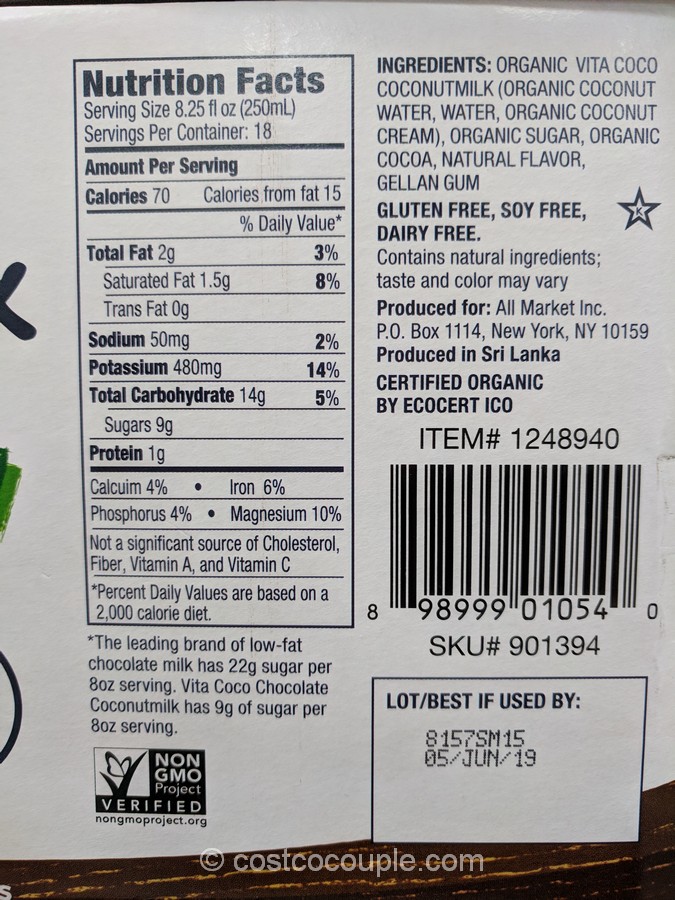 Nutrition Facts
Serving Size 8.25 fl oz (250mL)
Servings Per Container: 18
Amount Per Serving
Calories 70 Calories from fat 15
% Daily Value*
Total Fat 2g 3%
Saturated Fat 1.5g 8%
Trans Fat 0g
Sodium 50mg 2%
Potassium 480mg 14%
Total Carbohydrate 14g 5%
Sugars 9g
Protein 1g
Calcuim 4% • Iron 6%
Phosphorus 4% • Magnesium 10%
Not a significant source of Cholesterol,
Fiber, Vitamin A, and Vitamin C
*Percent Daily Values are based on a
2,000 calorie diet.
*The leading brand of low-fat
chocolate milk has 22g sugar per
8oz serving. Vita Coco Chocolate
Coconutmilk has 9g of sugar per
8oz serving.
NON
GMO
Project
VERIFIED
nongmoproject.org
INGREDIENTS: ORGANIC VITA COCO
COCONUTMILK (ORGANIC COCONUT
WATER, WATER, ORGANIC COCONUT
CREAM), ORGANIC SUGAR, ORGANIC
COCOA, NATURAL FLAVOR,
GELLAN GUM
GLUTEN FREE, SOY FREE,
DAIRY FREE.
K
Contains natural ingredients;
taste and color may vary
Produced for: All Market Inc.
P.O. Box 1114, New York, NY 10159
Produced in Sri Lanka
CERTIFIED ORGANIC
BY ECOCERT ICO
ITEM# 1248940
8 98999 01054 0
SKU# 901394
LOT/BEST IF USED BY:
8157SM15
05/JUN/19
© costcocouple.com